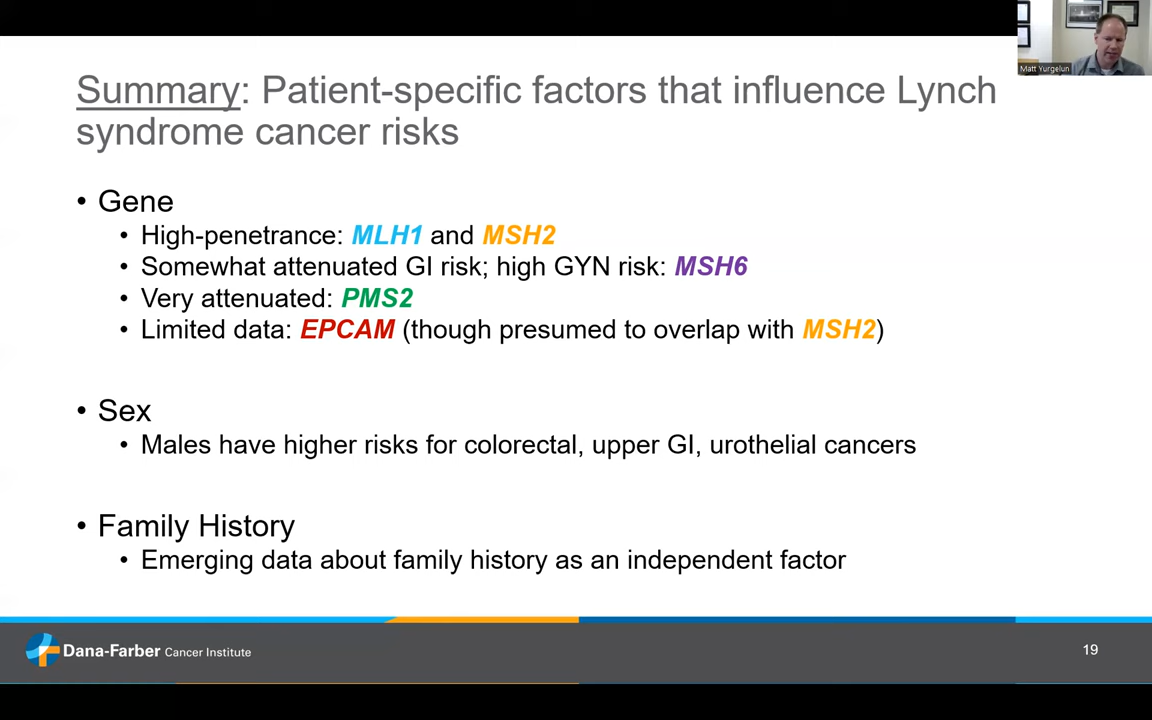 Matt Yurgelun
Summary: Patient-specific factors that influence Lynch
syndrome cancer risks
• Gene
• High-penetrance: MLH1 and MSH2
• Somewhat attenuated GI risk; high GYN risk: MSH6
• Very attenuated: PMS2
• Limited data: EPCAM (though presumed to overlap with MSH2)
• Sex
• Males have higher risks for colorectal, upper GI, urothelial cancers
• Family History
• Emerging data about family history as an independent factor
Dana-Farber Cancer Institute
19